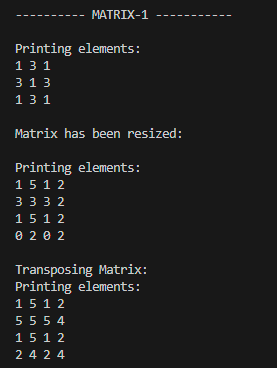 ---------- MATRIX-1 -----------
Printing elements:
1 3 1
3 1 3
1 3 1
Matrix has been resized:
Printing elements:
1 5 1 2
3 3 3 2
1 5 1 2
0 2 0 2
Transposing Matrix:
Printing elements:
1 5 1 2
5 5 5 4
1 5 1 2
2 4 2 4